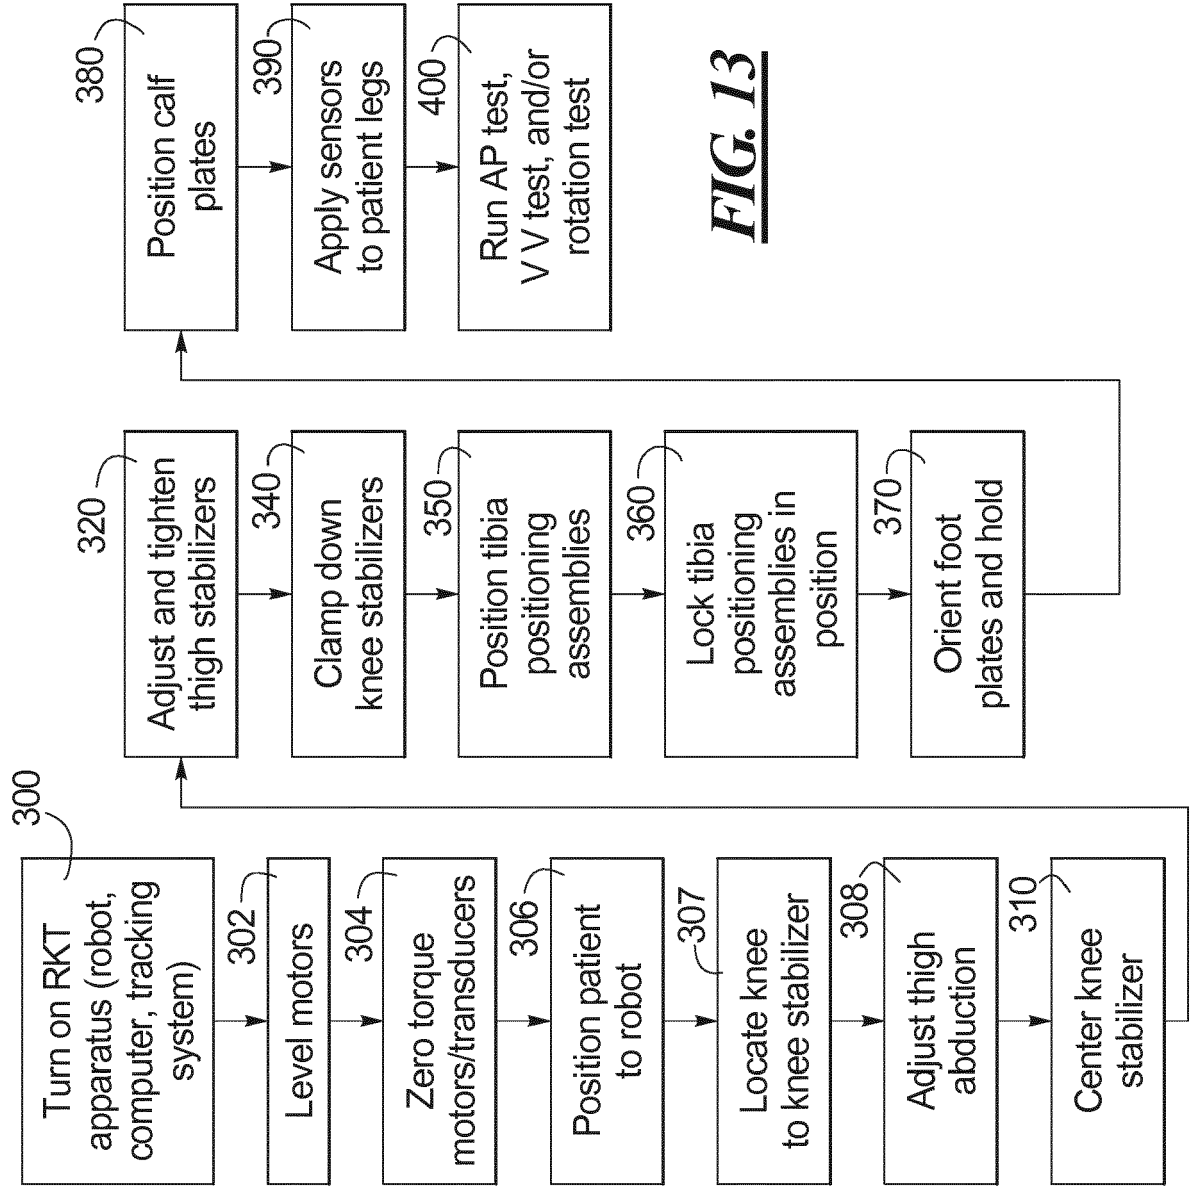 300
Turn on RKT
apparatus (robot,
computer, tracking
system)
302
Level motors
304
Zero torque
motors/transducers
306
Position patient
to robot
307
Locate knee
to knee stabilizer
308
Adjust thigh
abduction
310
Center knee
stabilizer
320
Adjust and tighten
thigh stabilizers
340
Clamp down
knee stabilizers
350
Position tibia
positioning
assemblies
360
Lock tibia
positioning
assemblies in
position
370
Orient foot
plates and hold
380
Position calf
plates
390
Apply sensors
to patient legs
400
Run AP test,
V V test, and/or
rotation test
FIG. 13